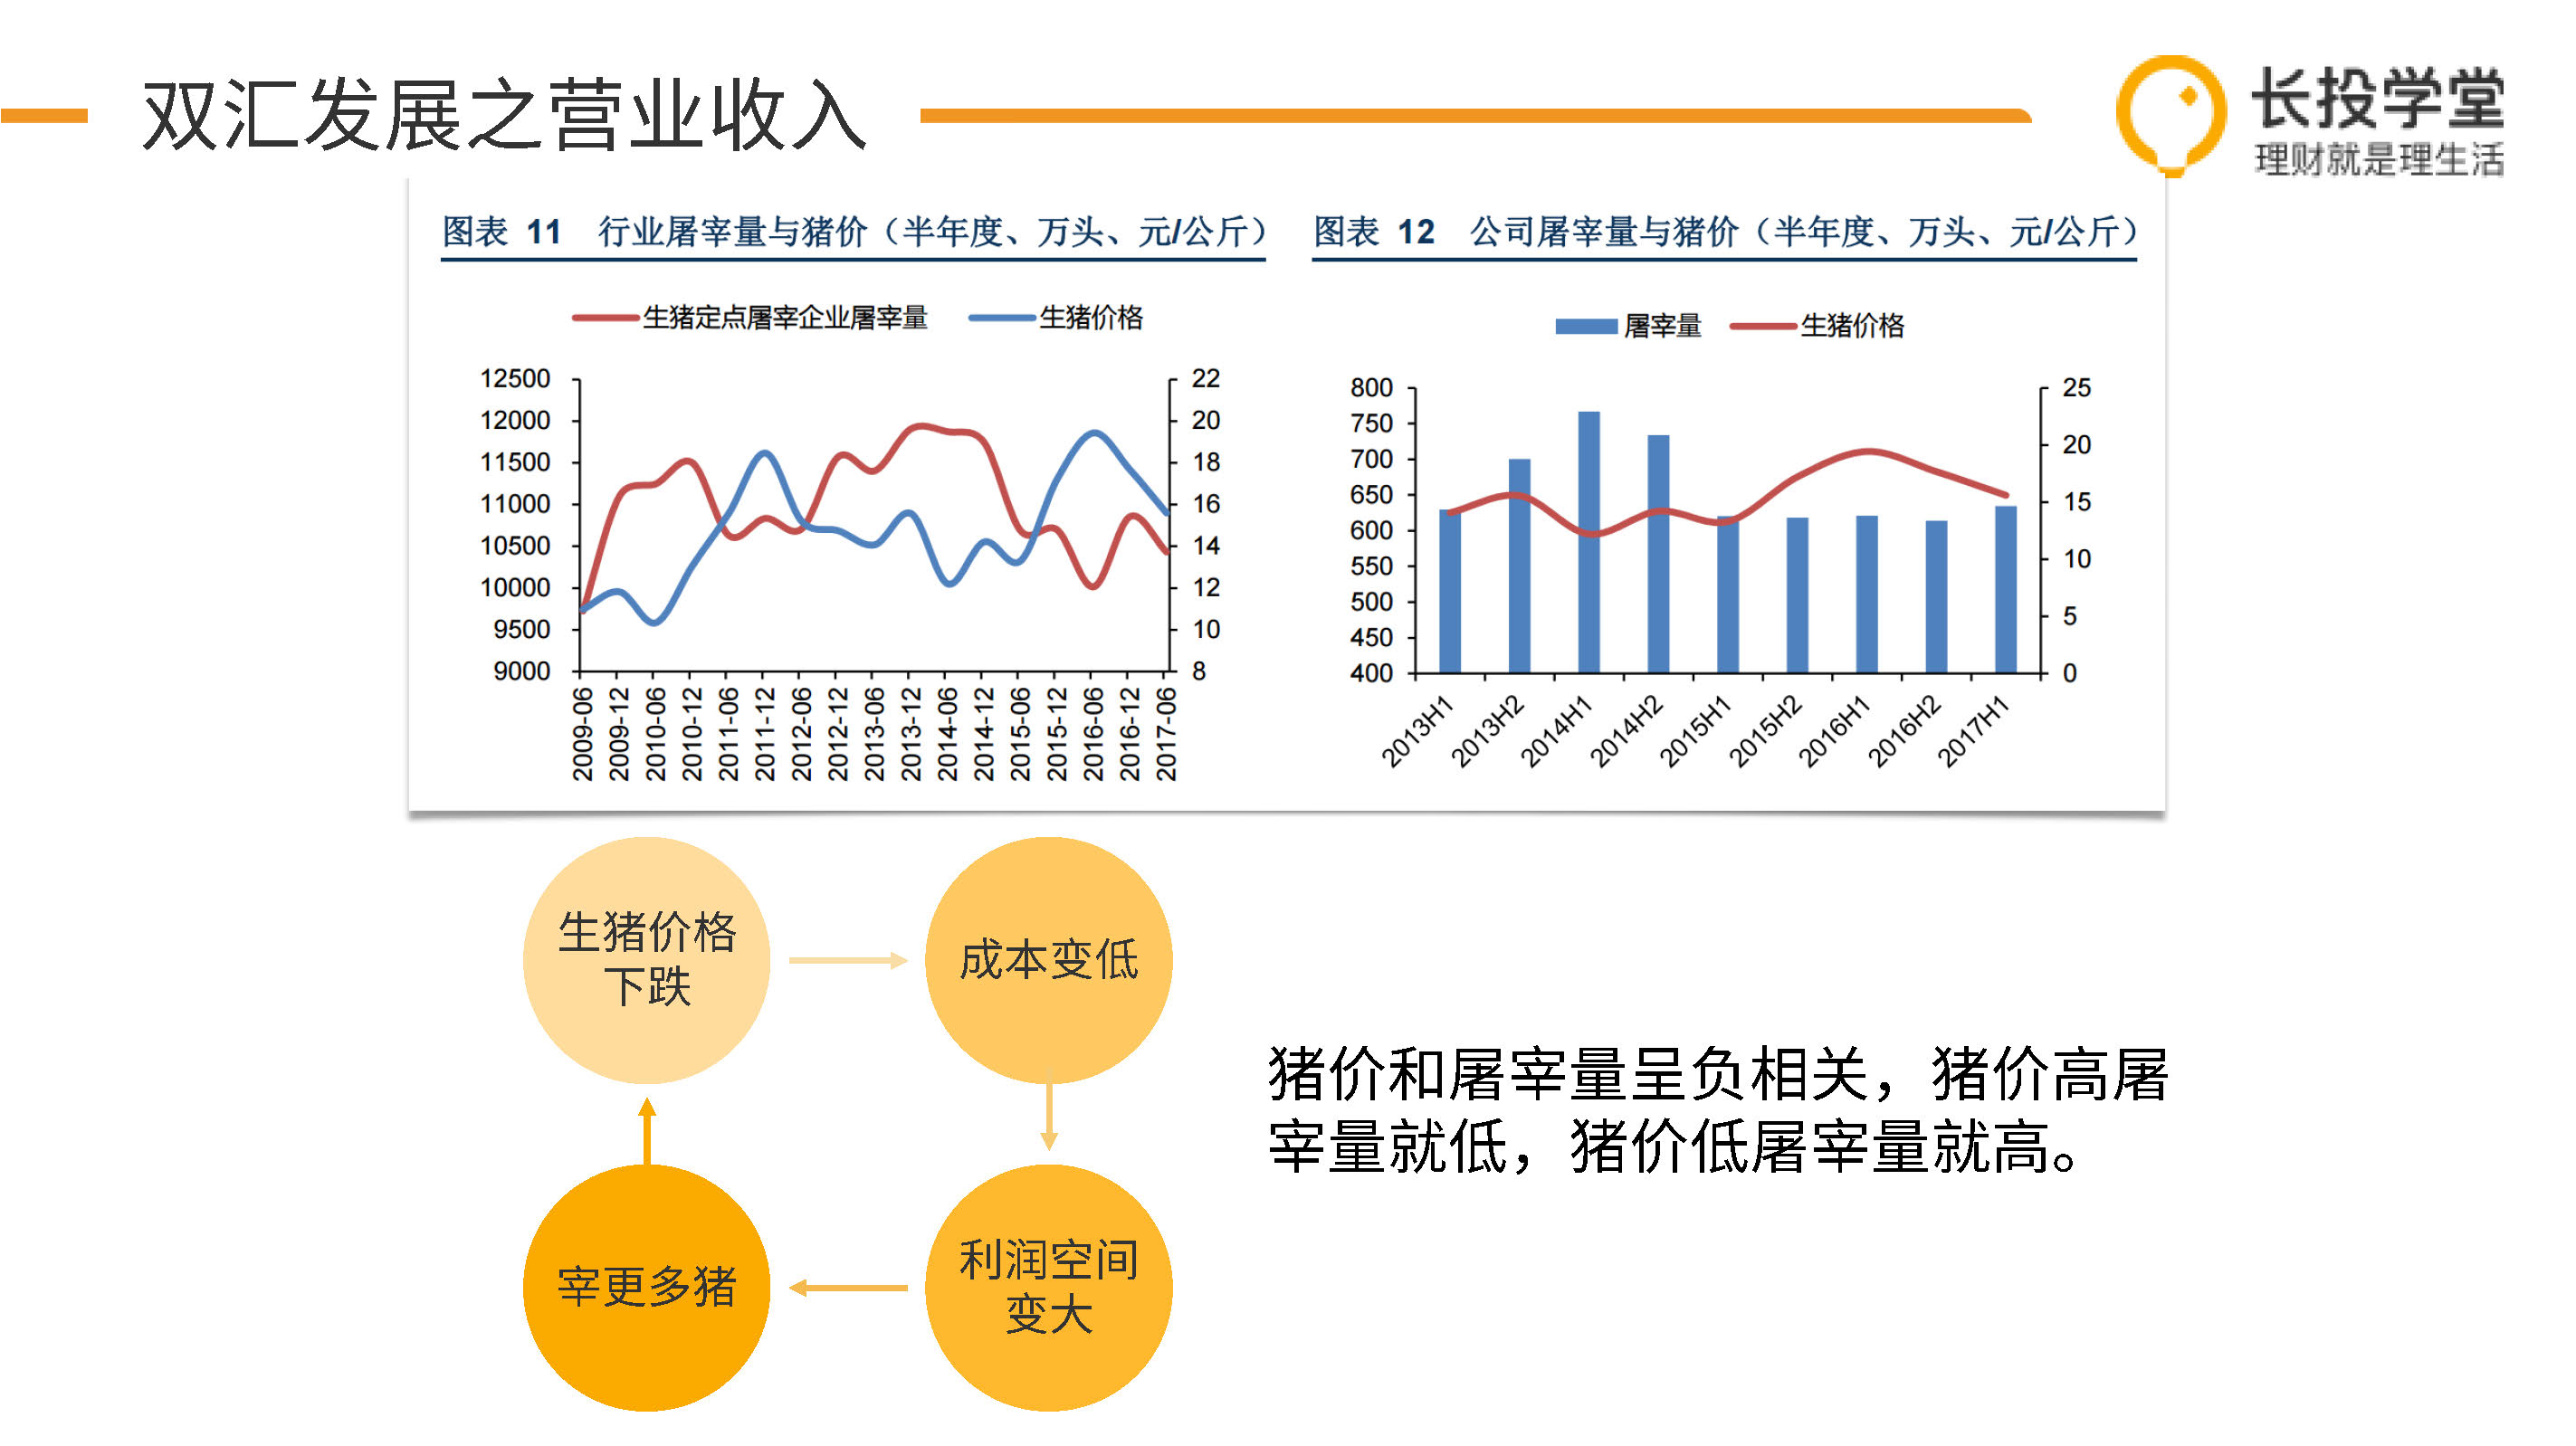 双汇发展之营业收入
长投学堂
理财就是理生活
图表 11 行业屠宰量与猪价（半年度、万头、元/公斤）
生猪定点屠宰企业屠宰量 生猪价格
12500
12000
11500
11000
10500
10000
9500
9000
22
20
18
16
14
12
10
8
2009-06
2009-12
2010-06
2010-12
2011-06
2011-12
2012-06
2012-12
2013-06
2013-12
2014-06
2014-12
2015-06
2015-12
2016-06
2016-12
2017-06
图表 12 公司屠宰量与猪价（半年度、万头、元/公斤）
屠宰量 生猪价格
800
750
700
650
600
550
500
450
400
25
20
15
10
5
0
2013H1
2013H2
2014H1
2014H2
2015H1
2015H2
2016H1
2016H2
2017H1
生猪价格
下跌
成本变低
利润空间
变大
宰更多猪
猪价和屠宰量呈负相关，猪价高屠
宰量就低，猪价低屠宰量就高。